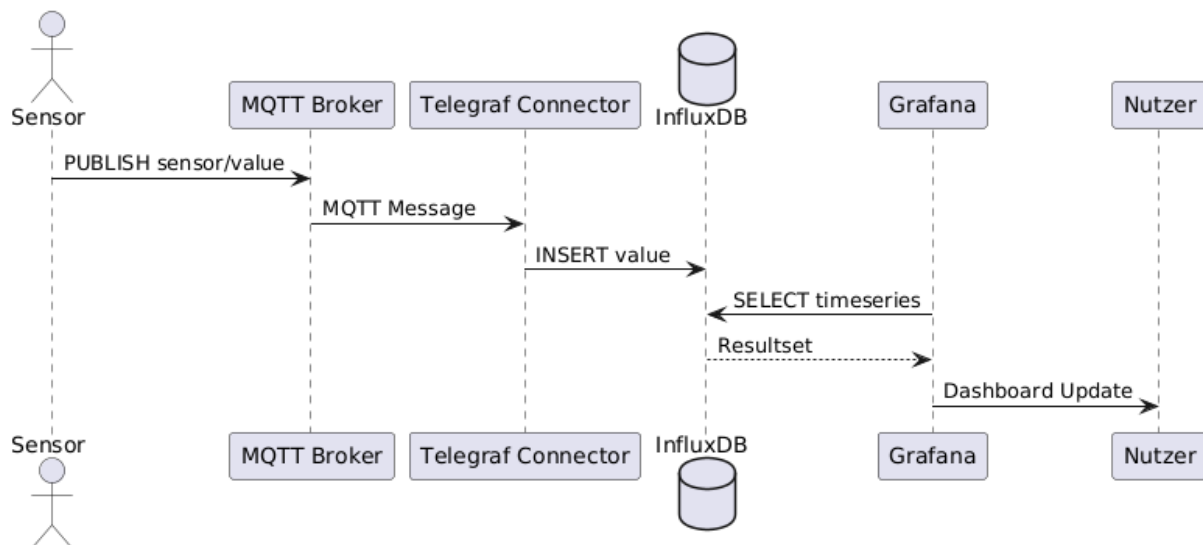 Sensor
MQTT Broker
Telegraf Connector
InfluxDB
Grafana
Nutzer
PUBLISH sensor/value
MQTT Message
INSERT value
SELECT timeseries
Resultset
Dashboard Update
Sensor
MQTT Broker
Telegraf Connector
InfluxDB
Grafana
Nutzer